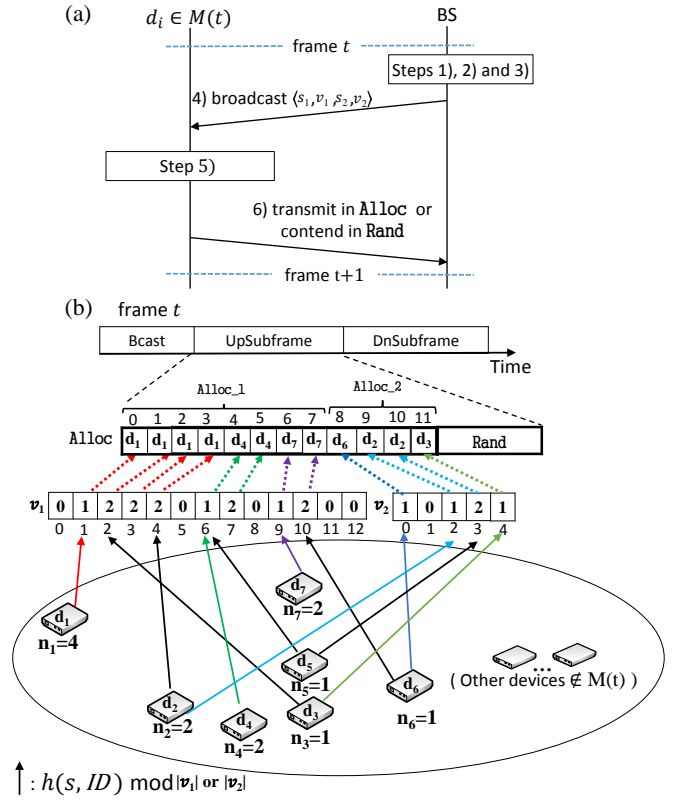 (a)
d_i ∈ M(t)
BS
frame t
Steps 1), 2) and 3)
4) broadcast ⟨s₁,v₁,s₂,v₂⟩
Step 5)
6) transmit in Alloc or
contend in Rand
frame t+1
(b)
frame t
Bcast UpSubframe DnSubframe
Time
Alloc_1 Alloc_2
0 1 2 3 4 5 6 7 8 9 10 11
Alloc d₁ d₁ d₁ d₁ d₄ d₄ d₇ d₇ d₆ d₂ d₂ d₃ Rand
v₁ 0 1 2 2 2 0 1 2 0 1 2 0 0 v₂ 1 0 1 2 1
0 1 2 3 4 5 6 7 8 9 10 11 12 0 1 2 3 4
d₇
n₇=2
d₁
n₁=4
d₅
n₅=1
d₆
n₆=1
...
( Other devices ∉ M(t) )
d₂
n₂=2
d₄
n₄=2
d₃
n₃=1
: h(s, ID) mod |v₁| or |v₂|